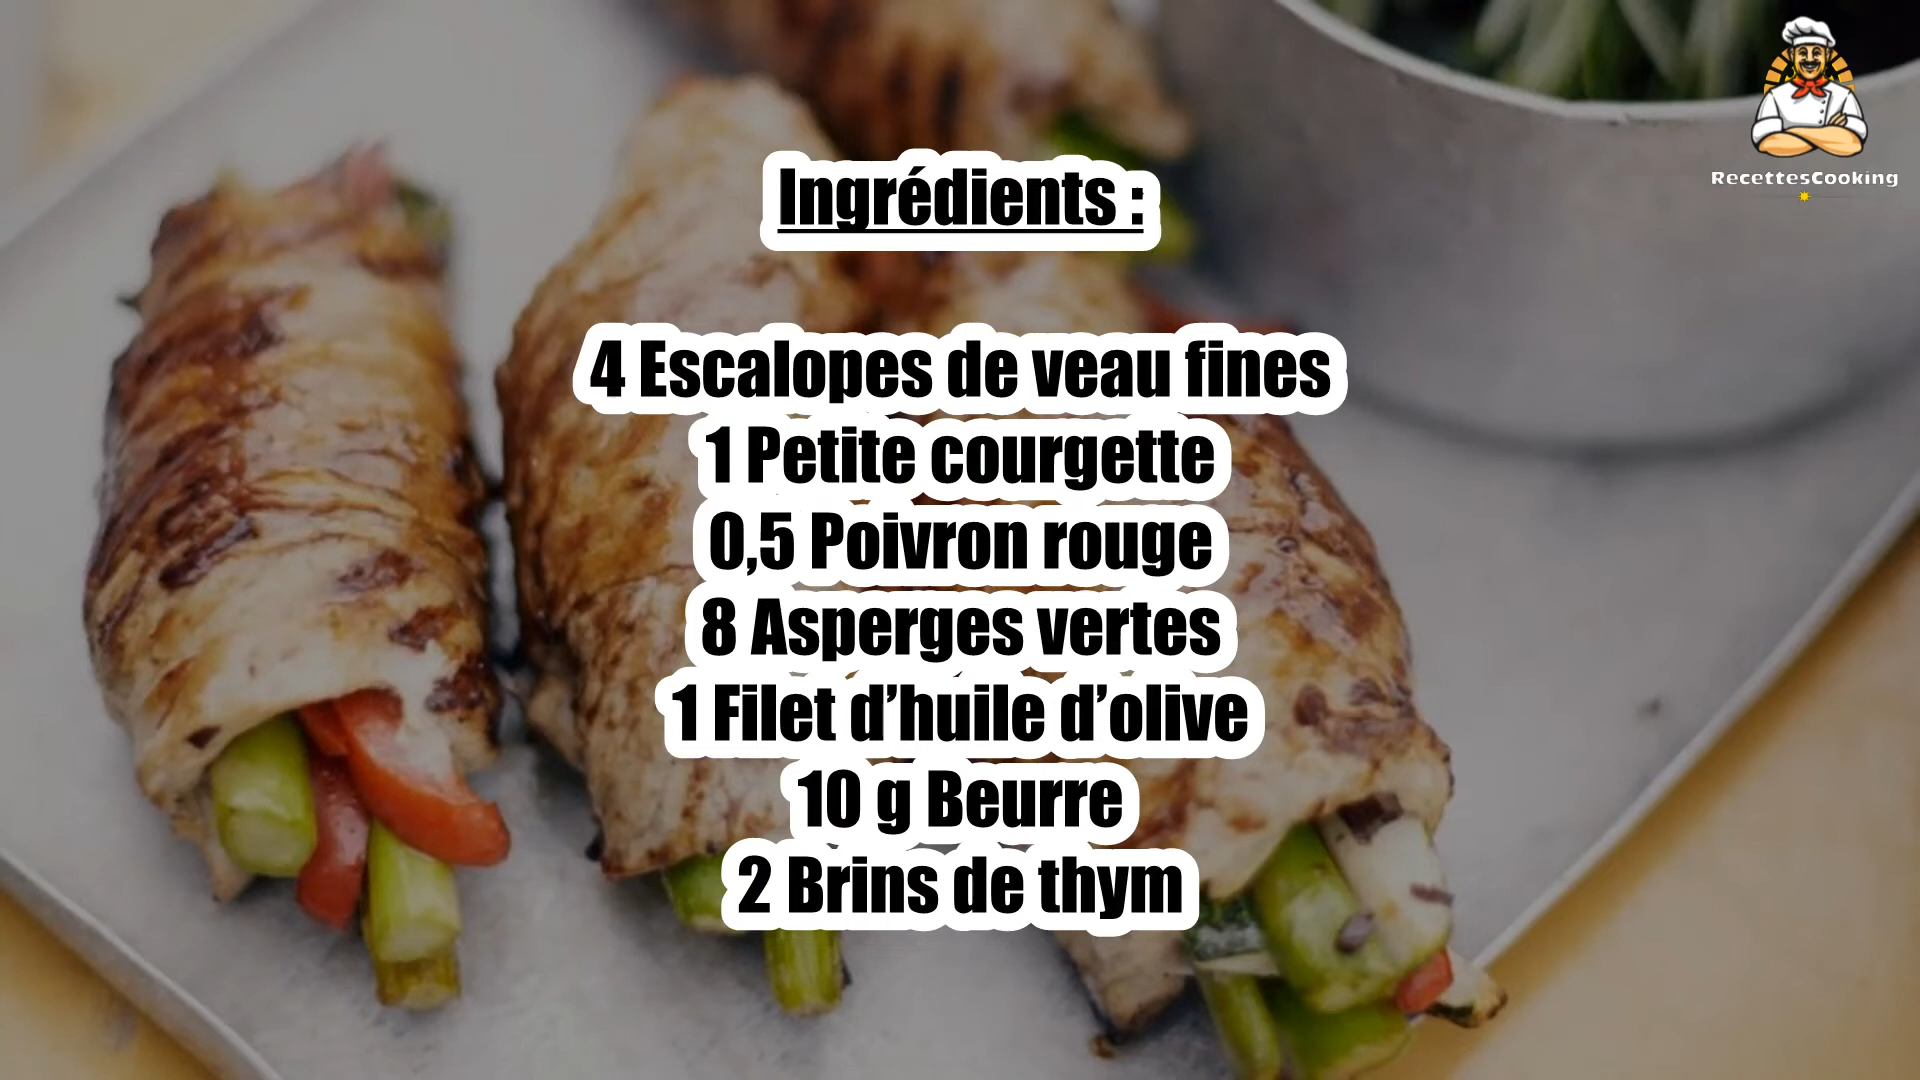 RecettesCooking
Ingrédients :
4 Escalopes de veau fines
1 Petite courgette
0,5 Poivron rouge
8 Asperges vertes
1 Filet d’huile d’olive
10 g Beurre
2 Brins de thym